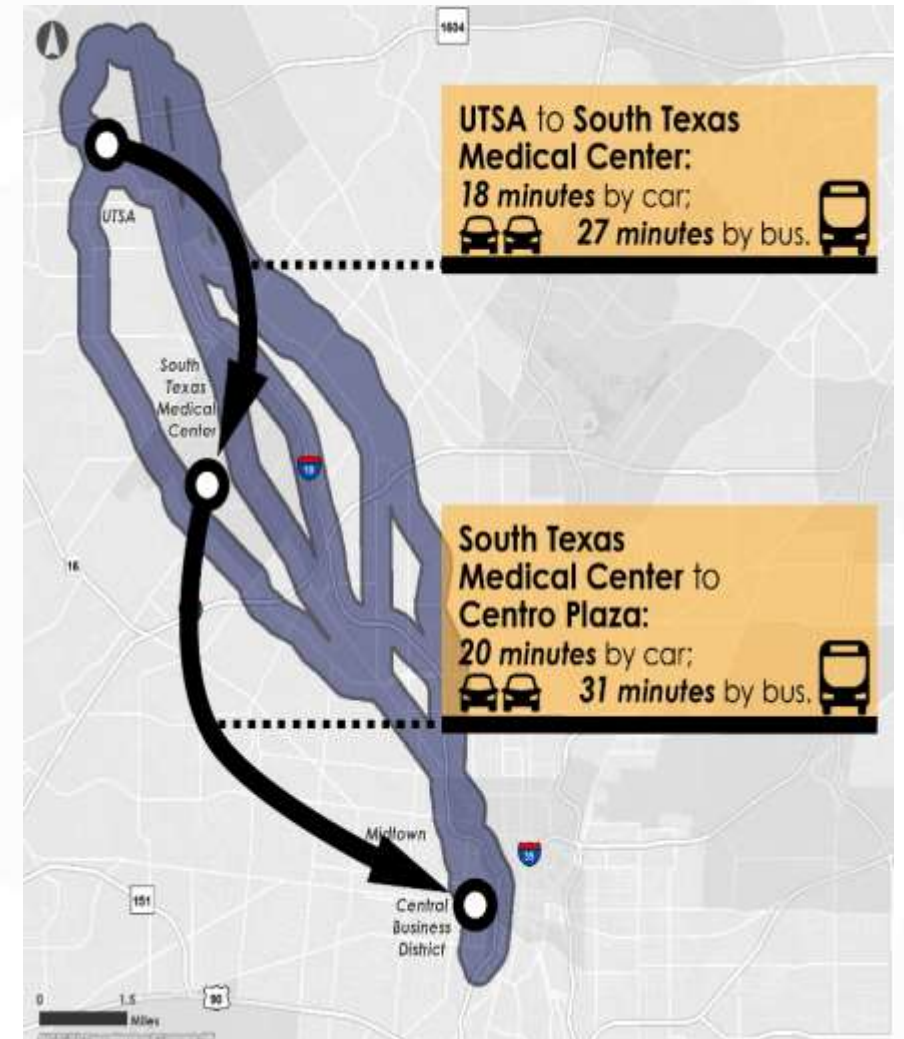 1604
UTSA to South Texas
Medical Center:
18 minutes by car;
27 minutes by bus.
UTSA
South
Texas
Medical
Center
10
South Texas
Medical Center to
Centro Plaza:
20 minutes by car;
31 minutes by bus.
16
Midtown
35
151
Central
Business
District
0 1.5
Miles
90